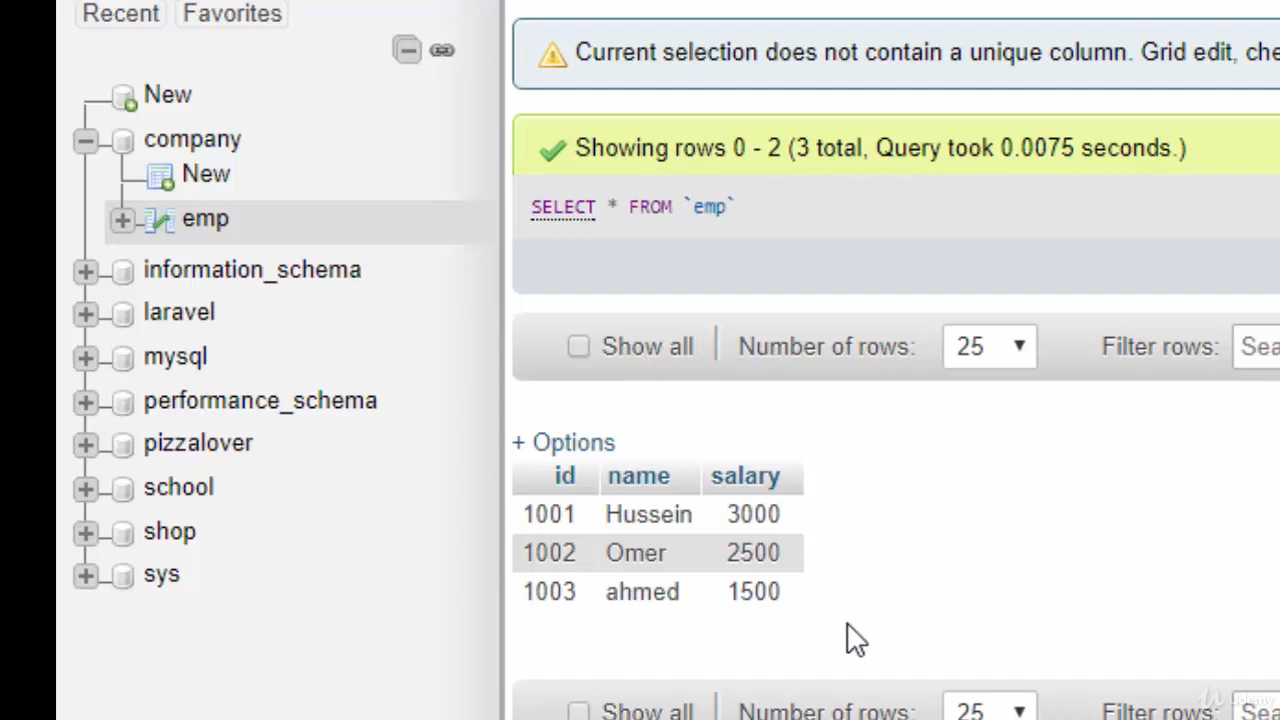 Recent Favorites
New
company
New
emp
information_schema
laravel
mysql
performance_schema
pizzalover
school
shop
sys
Current selection does not contain a unique column. Grid edit, che
Showing rows 0 - 2 (3 total, Query took 0.0075 seconds.)
SELECT * FROM `emp`
Show all Number of rows: 25 Filter rows: Sea
+ Options
id name salary
1001 Hussein 3000
1002 Omer 2500
1003 ahmed 1500
Show all Number of rows: 25 Filter rows: Sea
Udemy